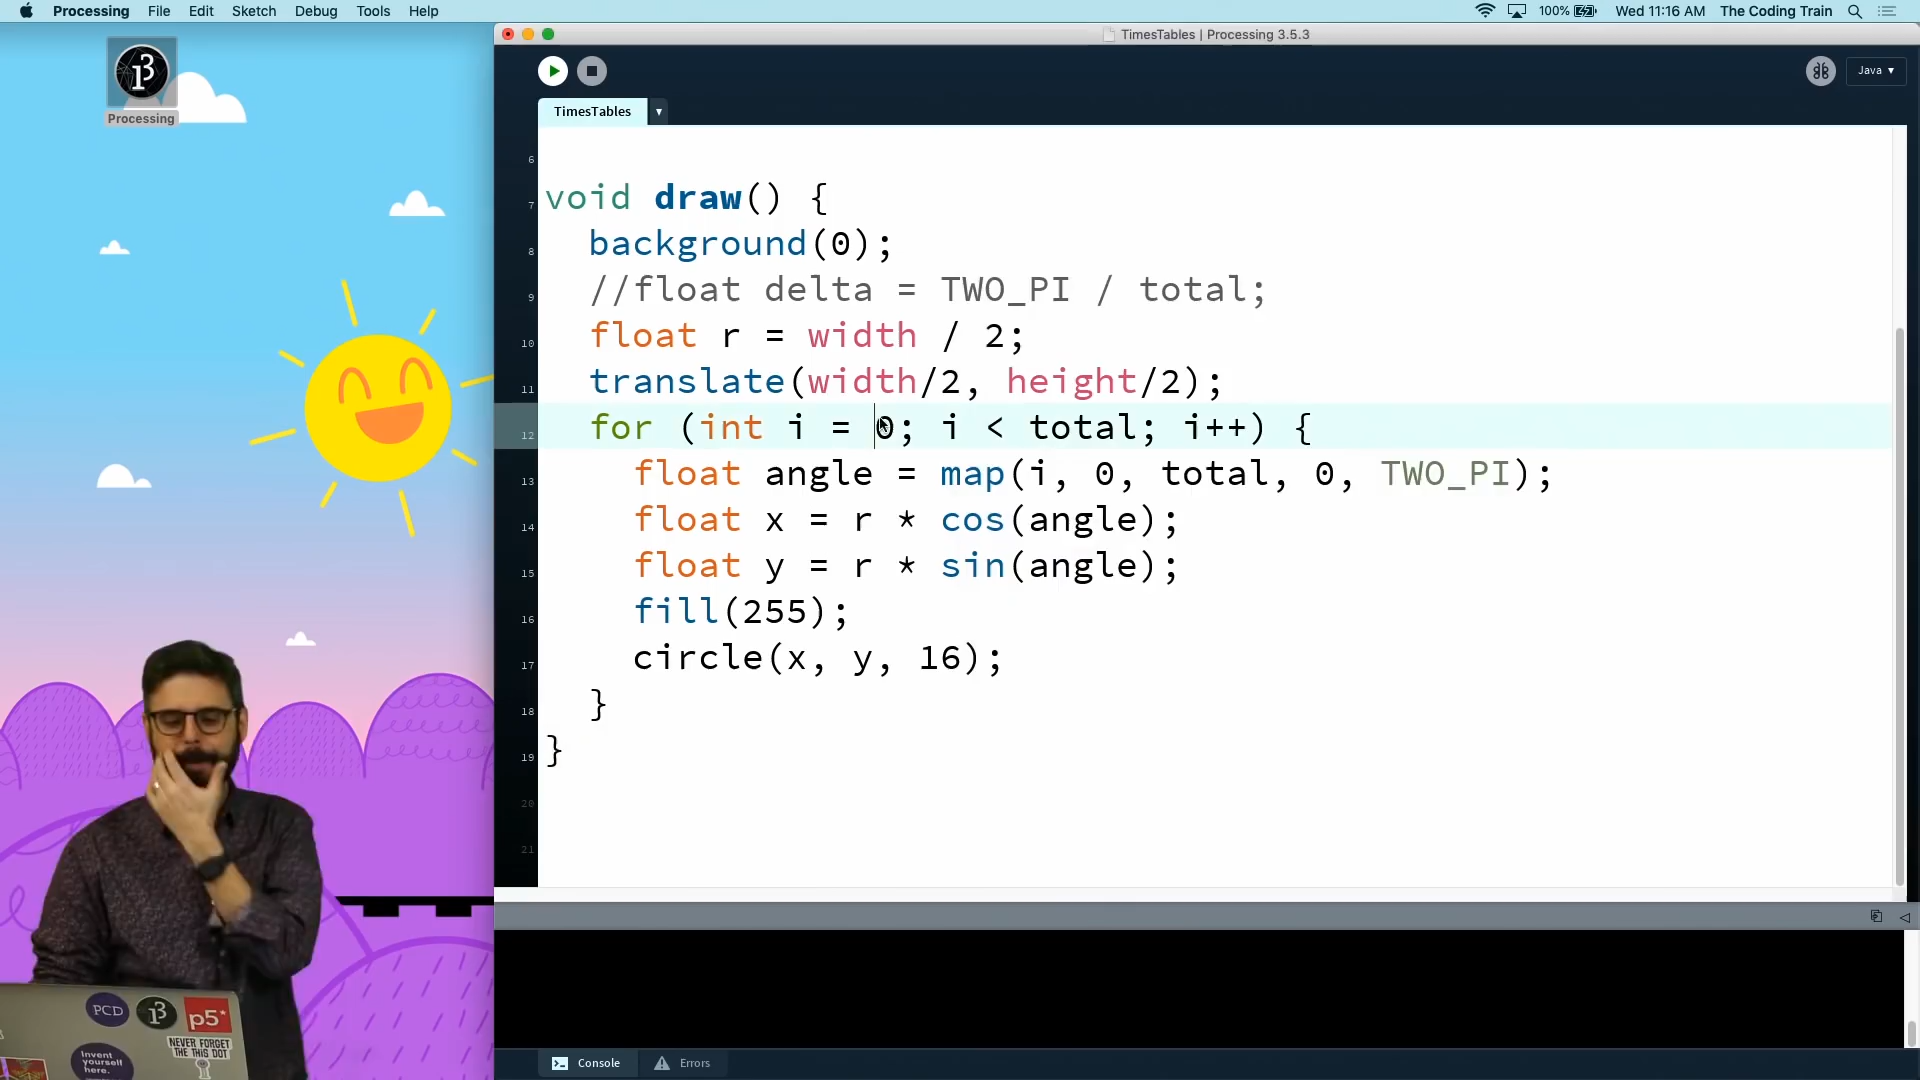 Processing File Edit Sketch Debug Tools Help 100% Wed 11:16 AM The Coding Train
TimesTables | Processing 3.5.3
Processing
Java ▾
TimesTables ▾
6
7 void draw() {
8 background(0);
9 //float delta = TWO_PI / total;
10 float r = width / 2;
11 translate(width/2, height/2);
12 for (int i = 0; i < total; i++) {
13 float angle = map(i, 0, total, 0, TWO_PI);
14 float x = r * cos(angle);
15 float y = r * sin(angle);
16 fill(255);
17 circle(x, y, 16);
18 }
19 }
20
21
PCD
p5*
NEVER FORGET
THE THIS DOT
Invent
yourself
here.
Console Errors